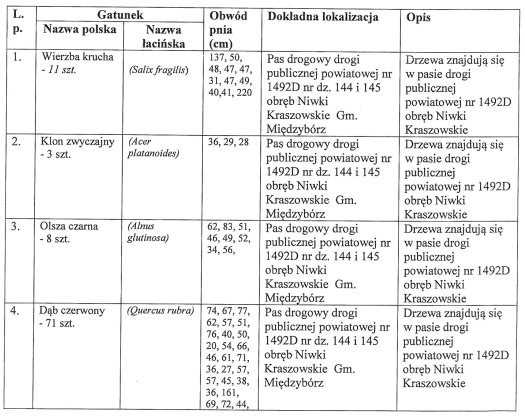 L. p.
Gatunek
Nazwa polska
Nazwa łacińska
Obwód pnia (cm)
Dokładna lokalizacja
Opis
1.
Wierzba krucha
- 11 szt.
(Salix fragilis)
137, 50,
48, 47, 47,
31, 47, 49,
40,41, 220
Pas drogowy drogi
publicznej powiatowej nr
1492D nr dz. 144 i 145
obręb Niwki
Kraszowskie Gm.
Międzybórz
Drzewa znajdują się
w pasie drogi
publicznej
powiatowej nr 1492D
obręb Niwki
Kraszowskie
2.
Klon zwyczajny
- 3 szt.
(Acer
platanoides)
36, 29, 28
Pas drogowy drogi
publicznej powiatowej nr
1492D nr dz. 144 i 145
obręb Niwki
Kraszowskie Gm.
Międzybórz
Drzewa znajdują się
w pasie drogi
publicznej
powiatowej nr 1492D
obręb Niwki
Kraszowskie
3.
Olsza czarna
- 8 szt.
(Alnus
glutinosa)
62, 83, 51,
46, 49, 52,
34, 56,
Pas drogowy drogi
publicznej powiatowej nr
1492D nr dz. 144 i 145
obręb Niwki
Kraszowskie Gm.
Międzybórz
Drzewa znajdują się
w pasie drogi
publicznej
powiatowej nr 1492D
obręb Niwki
Kraszowskie
4.
Dąb czerwony
- 71 szt.
(Quercus rubra)
74, 67, 77,
62, 57, 51,
76, 40, 50,
20, 54, 66,
46, 61, 71,
36, 27, 57,
57, 45, 38,
36, 161,
69, 72, 44,
Pas drogowy drogi
publicznej powiatowej nr
1492D nr dz. 144 i 145
obręb Niwki
Kraszowskie Gm.
Międzybórz
Drzewa znajdują się
w pasie drogi
publicznej
powiatowej nr 1492D
obręb Niwki
Kraszowskie